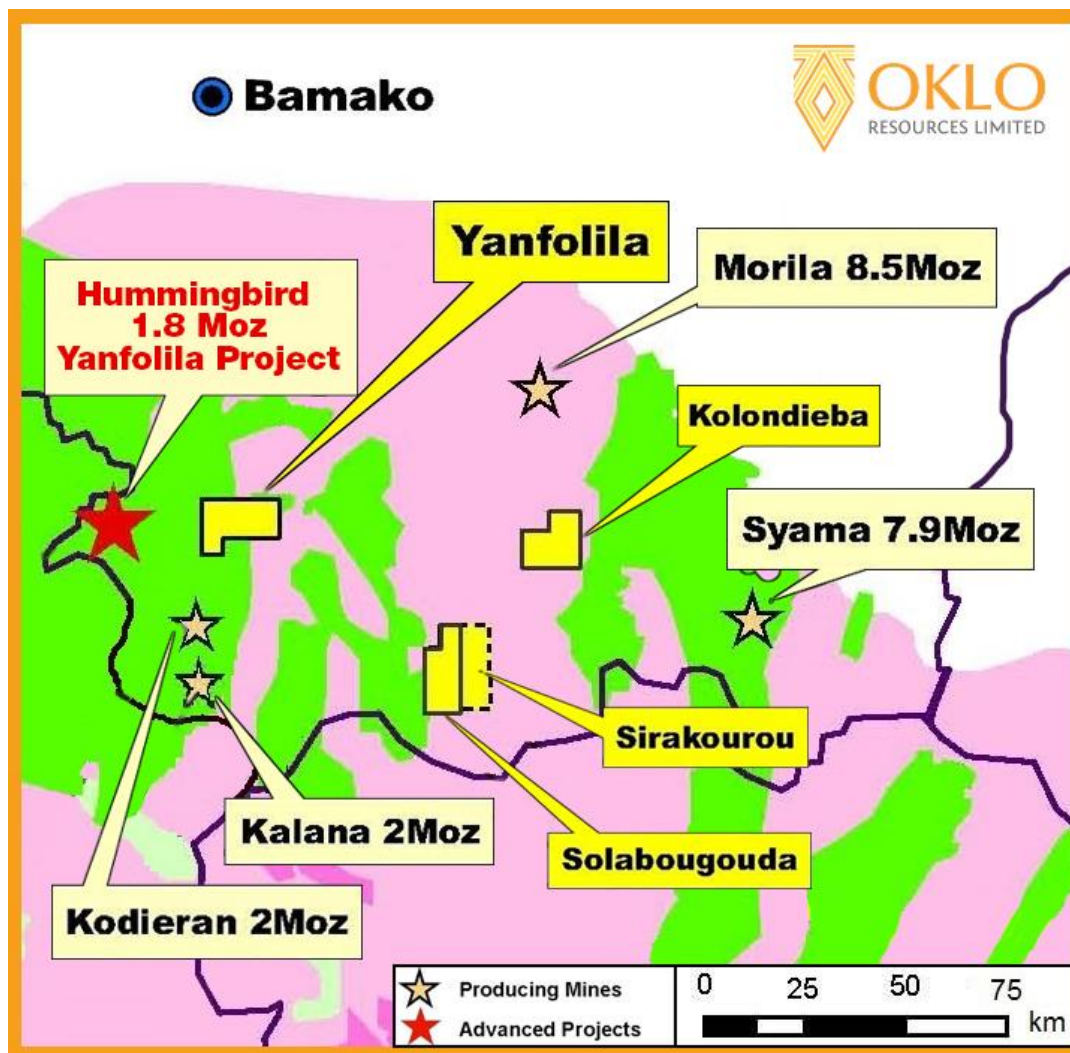 Bamako
OKLO
RESOURCES LIMITED
Yanfolila
Morila 8.5Moz
Hummingbird
1.8 Moz
Yanfolila Project
Kolondieba
Syama 7.9Moz
Sirakourou
Kalana 2Moz
Solabougouda
Kodieran 2Moz
Producing Mines
Advanced Projects
0 25 50 75
km